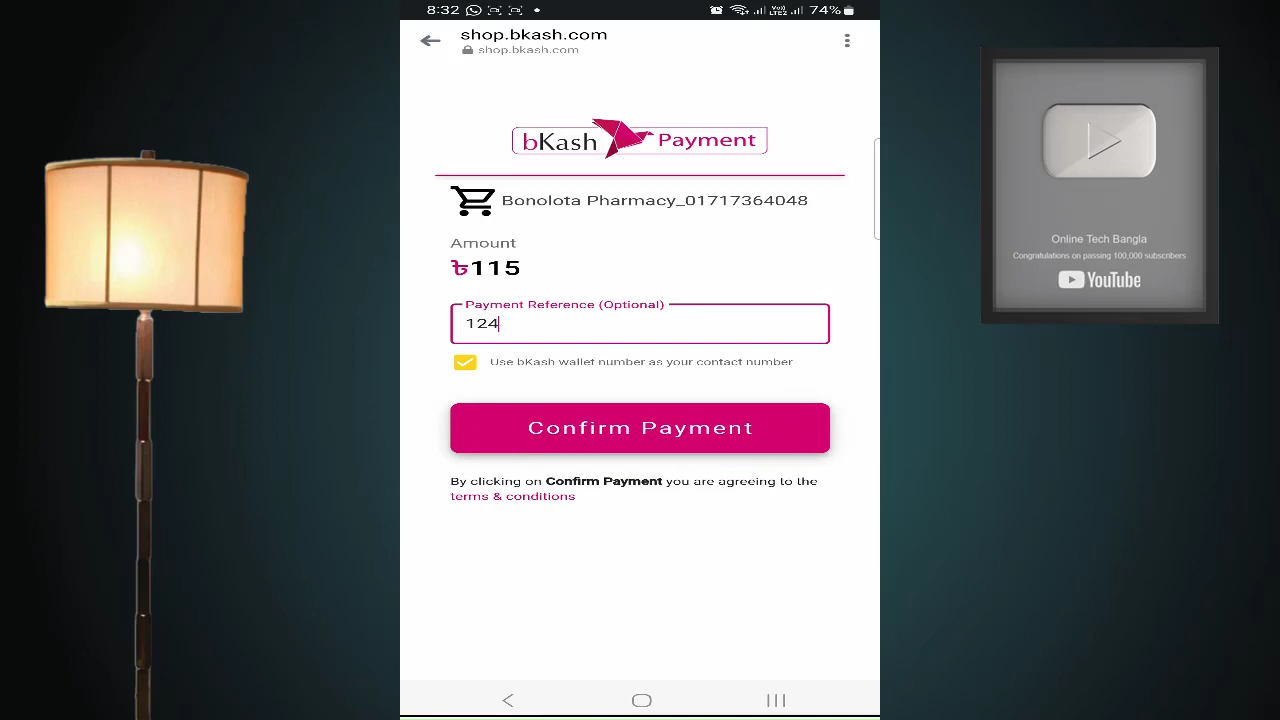 8:32
Vo)) LTE2
74%
shop.bkash.com
shop.bkash.com
bKash Payment
Bonolota Pharmacy_01717364048
Amount
৳115
Payment Reference (Optional)
124
Use bKash wallet number as your contact number
Confirm Payment
By clicking on Confirm Payment you are agreeing to the
terms & conditions
Online Tech Bangla
Congratulations on passing 100,000 subscribers
YouTube